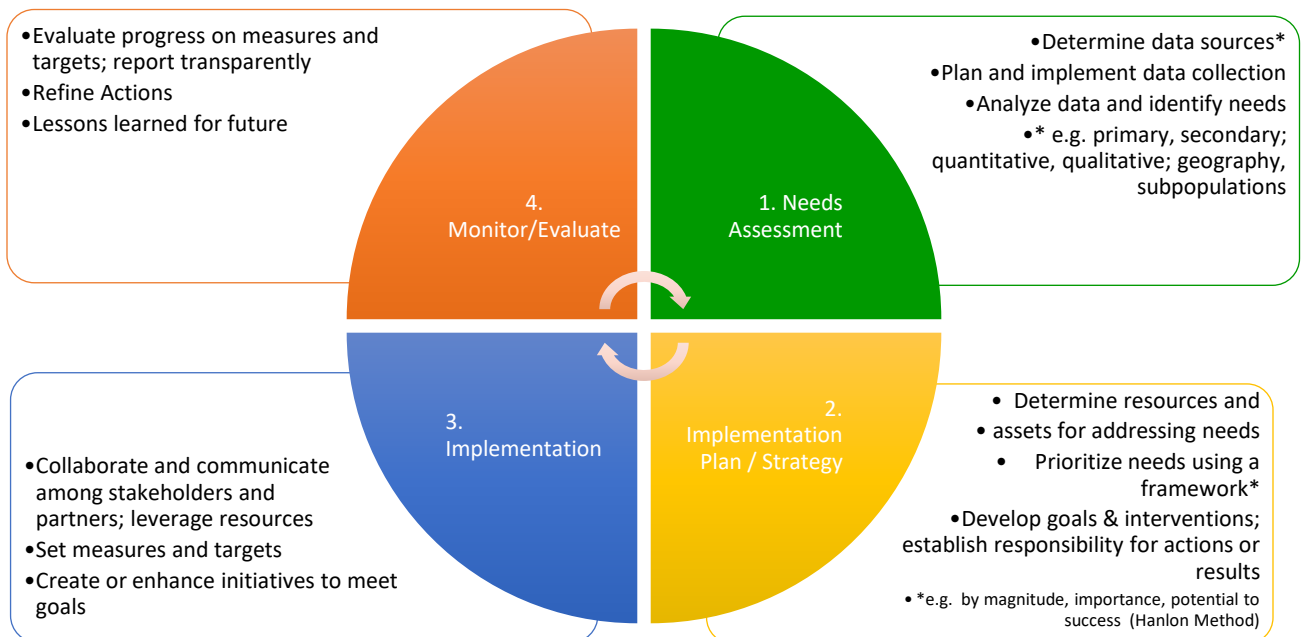 •Evaluate progress on measures and
targets; report transparently
•Refine Actions
•Lessons learned for future
•Determine data sources*
•Plan and implement data collection
•Analyze data and identify needs
•* e.g. primary, secondary;
quantitative, qualitative; geography,
subpopulations
4.
Monitor/Evaluate
1. Needs
Assessment
3.
Implementation
2.
Implementation
Plan / Strategy
•Collaborate and communicate
among stakeholders and
partners; leverage resources
•Set measures and targets
•Create or enhance initiatives to meet
goals
• Determine resources and
• assets for addressing needs
• Prioritize needs using a
framework*
•Develop goals & interventions;
establish responsibility for actions or
results
• *e.g. by magnitude, importance, potential to
success (Hanlon Method)